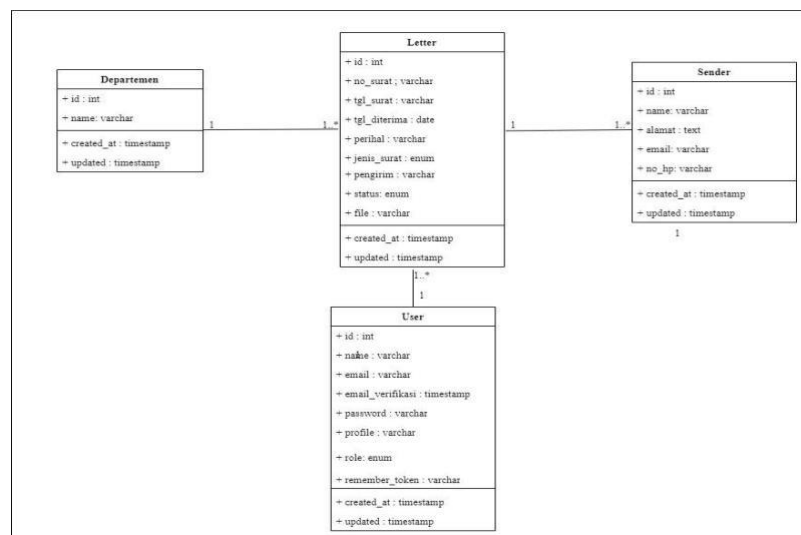 Departemen
+ id : int
+ name: varchar
+ created_at : timestamp
+ updated : timestamp
1
1..*
Letter
+ id : int
+ no_surat ; varchar
+ tgl_surat : varchar
+ tgl_diterima : date
+ perihal : varchar
+ jenis_surat : enum
+ pengirim : varchar
+ status: enum
+ file : varchar
+ created_at : timestamp
+ updated : timestamp
1
1..*
Sender
+ id : int
+ name: varchar
+ alamat : text
+ email: varchar
+ no_hp: varchar
+ created_at : timestamp
+ updated : timestamp
1
1..*
1
User
+ id : int
+ name : varchar
+ email : varchar
+ email_verifikasi : timestamp
+ password : varchar
+ profile : varchar
+ role: enum
+ remember_token : varchar
+ created_at : timestamp
+ updated : timestamp